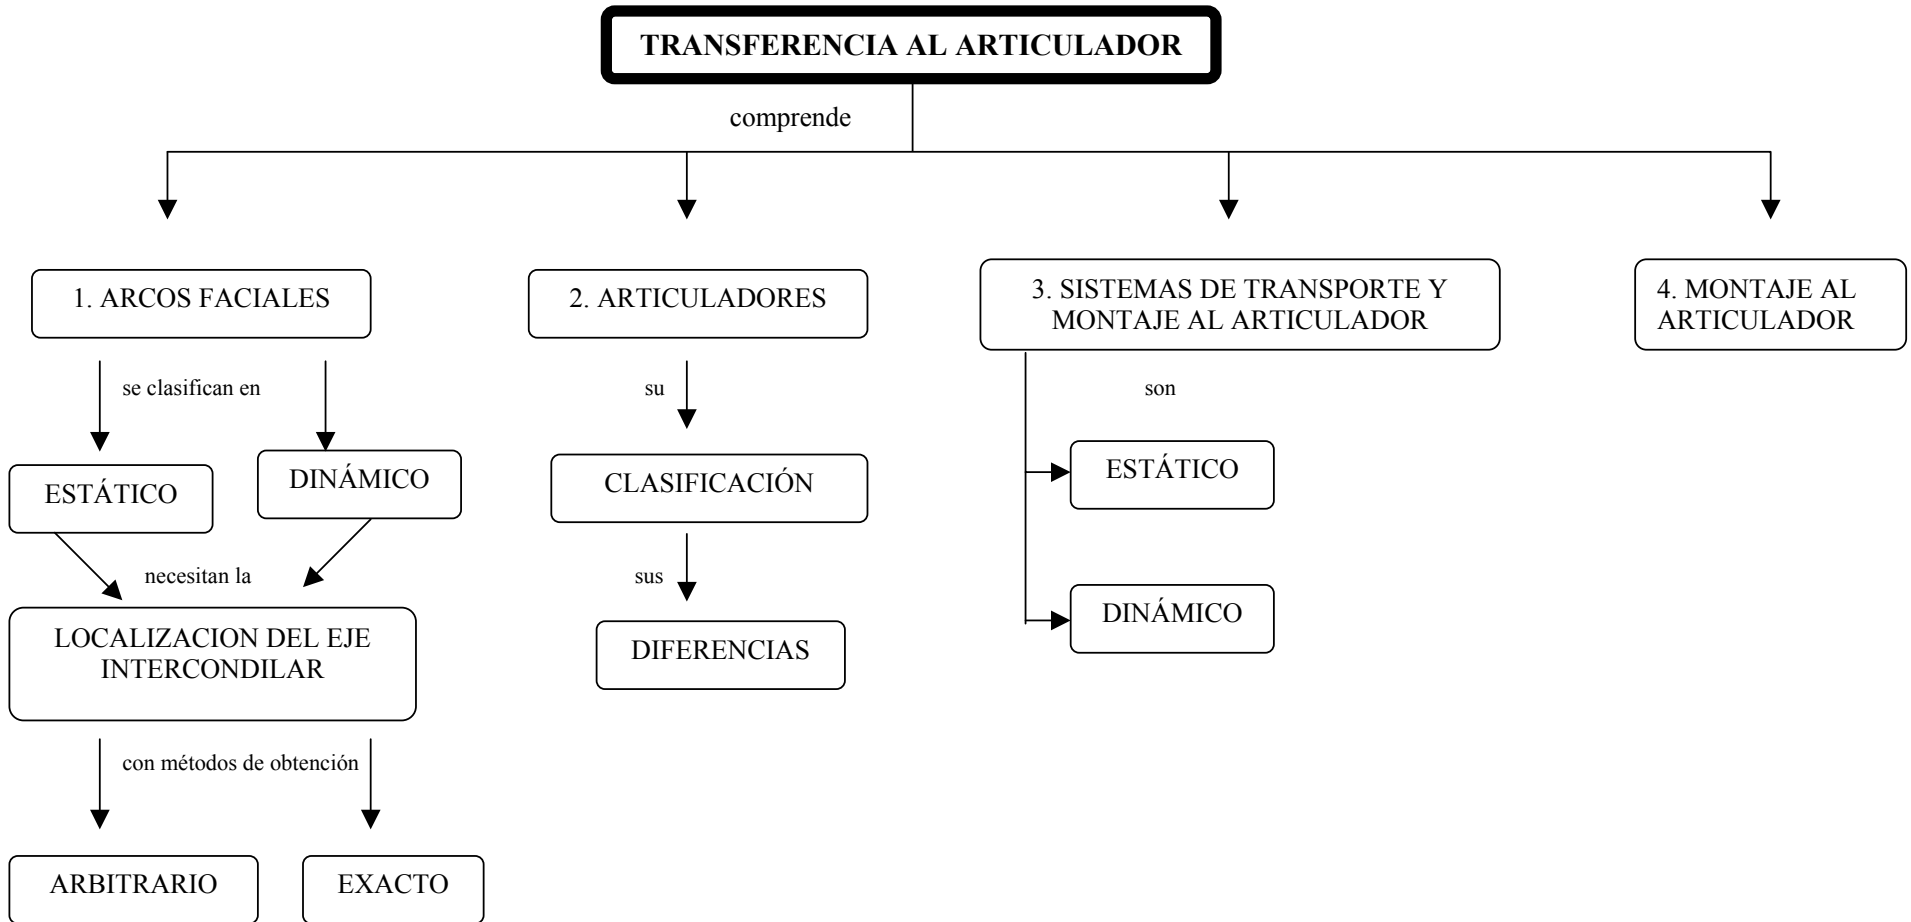 TRANSFERENCIA AL ARTICULADOR
comprende
1. ARCOS FACIALES
se clasifican en
ESTÁTICO
DINÁMICO
necesitan la
LOCALIZACION DEL EJE
INTERCONDILAR
con métodos de obtención
ARBITRARIO
EXACTO
2. ARTICULADORES
su
CLASIFICACIÓN
sus
DIFERENCIAS
3. SISTEMAS DE TRANSPORTE Y
MONTAJE AL ARTICULADOR
son
ESTÁTICO
DINÁMICO
4. MONTAJE AL
ARTICULADOR